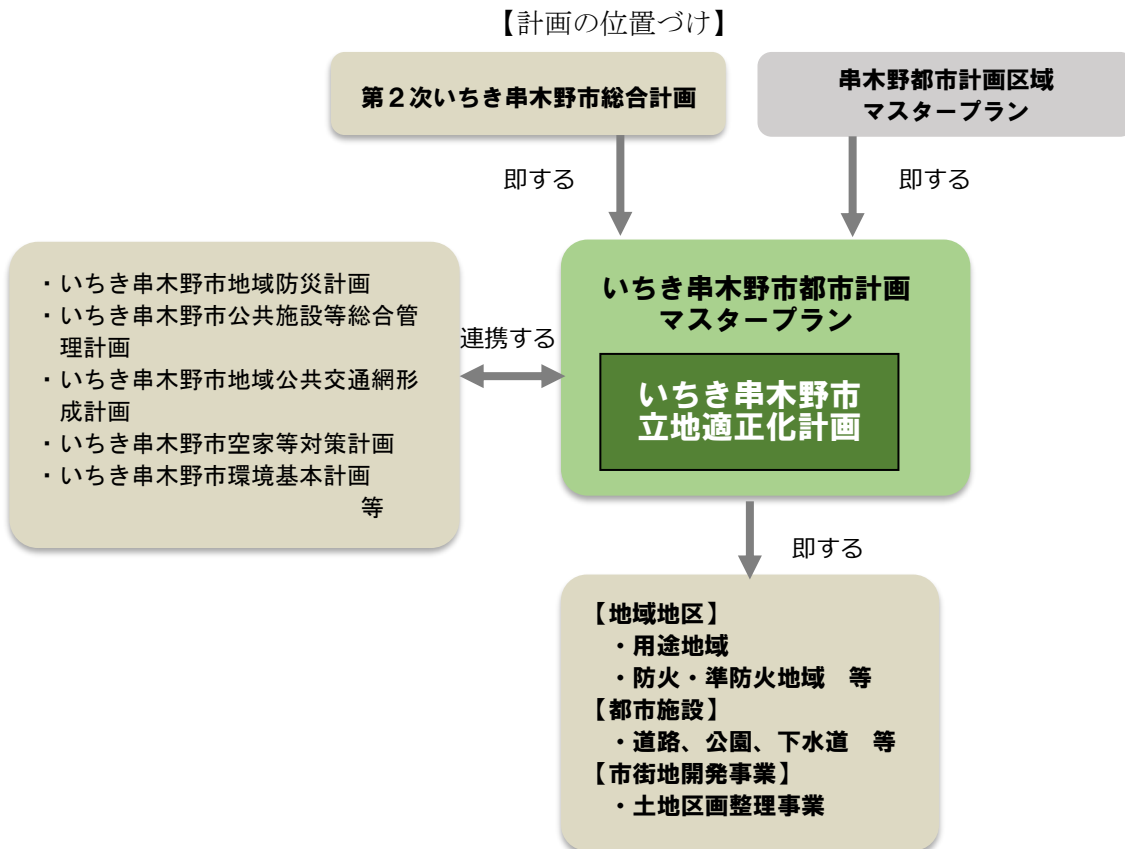 【計画の位置づけ】
第２次いちき串木野市総合計画
串木野都市計画区域
マスタープラン
即する
即する
・いちき串木野市地域防災計画
・いちき串木野市公共施設等総合管
理計画
・いちき串木野市地域公共交通網形
成計画
・いちき串木野市空家等対策計画
・いちき串木野市環境基本計画
等
連携する
いちき串木野市都市計画
マスタープラン
いちき串木野市
立地適正化計画
即する
【地域地区】
・用途地域
・防火・準防火地域　等
【都市施設】
・道路、公園、下水道　等
【市街地開発事業】
・土地区画整理事業